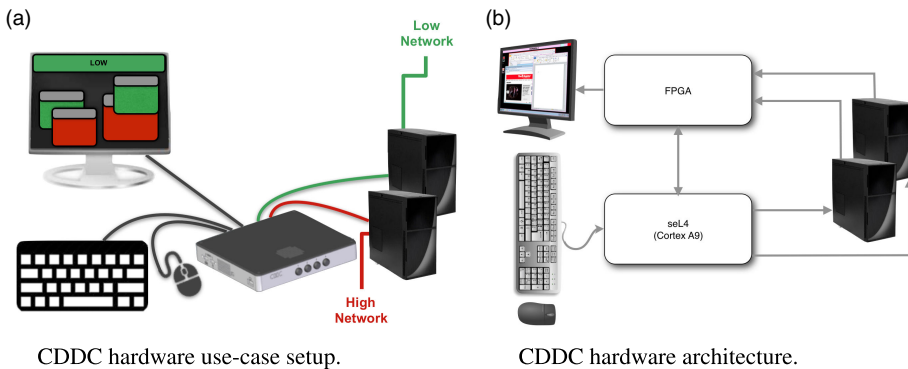 (a)
LOW
Low
Network
High
Network
CDDC hardware use-case setup.
(b)
FPGA
seL4
(Cortex A9)
CDDC hardware architecture.